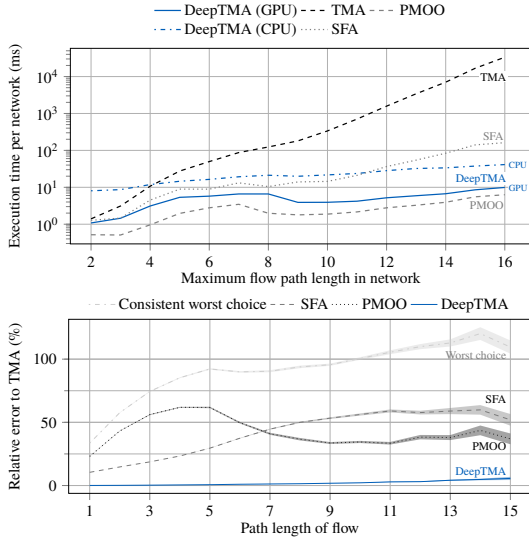 DeepTMA (GPU) TMA PMOO
DeepTMA (CPU) SFA
Execution time per network (ms)
10^4
10^3
10^2
10^1
10^0
TMA
SFA
CPU
DeepTMA
GPU
PMOO
2 4 6 8 10 12 14 16
Maximum flow path length in network
Consistent worst choice SFA PMOO DeepTMA
Relative error to TMA (%)
100
50
0
Worst choice
SFA
PMOO
DeepTMA
1 3 5 7 9 11 13 15
Path length of flow